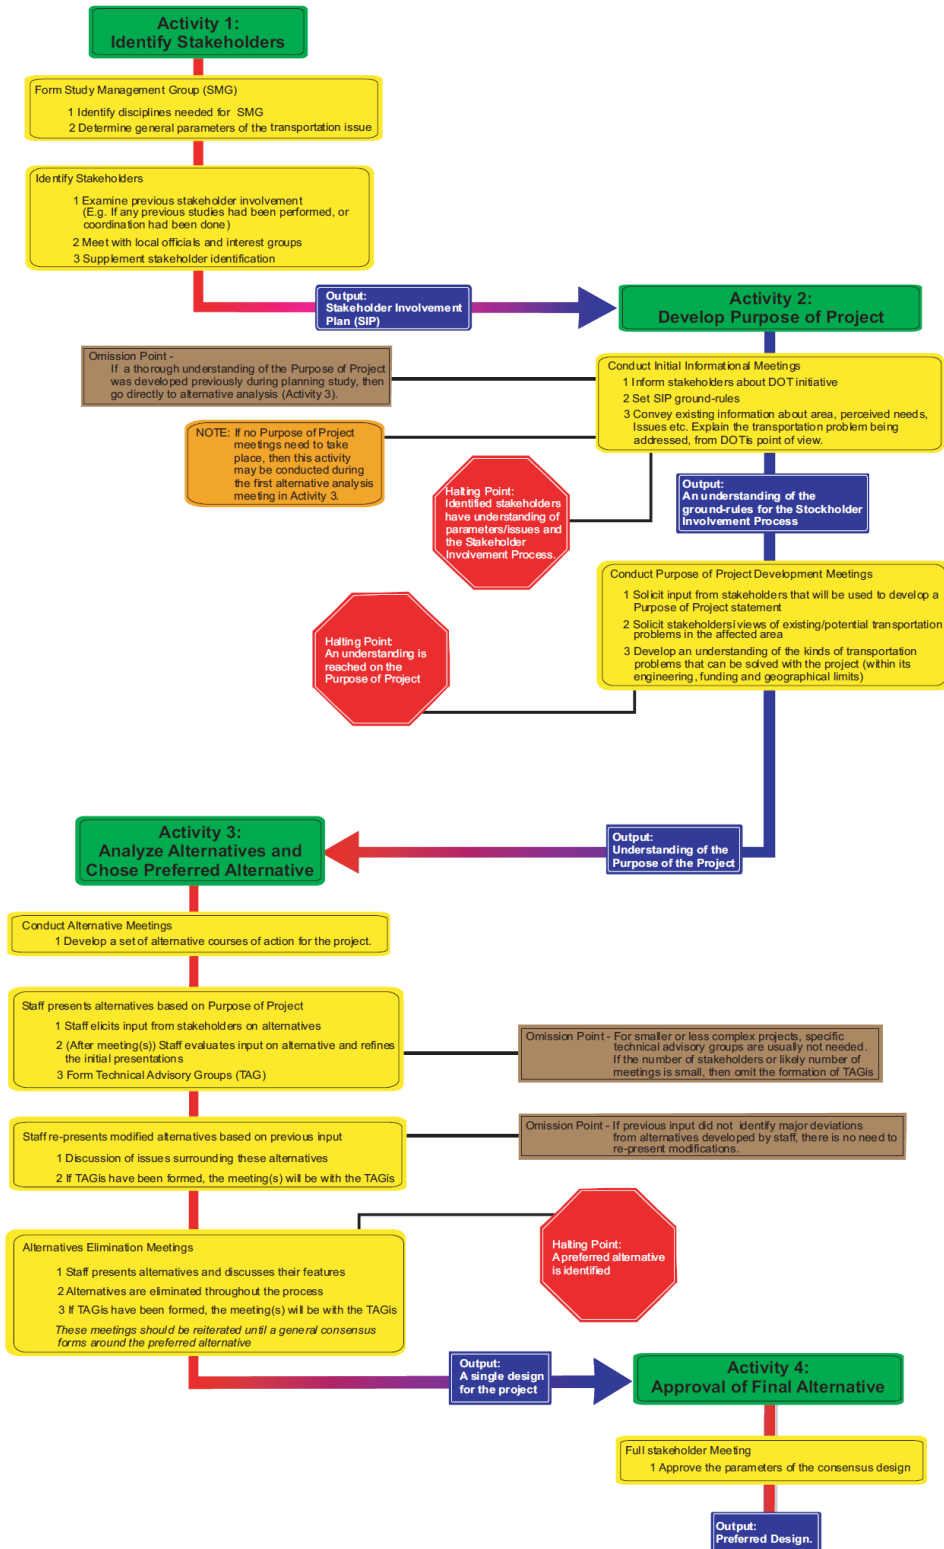 Activity 1:
Identify Stakeholders
Form Study Management Group (SMG)
1 Identify disciplines needed for SMG
2 Determine general parameters of the transportation issue
Identify Stakeholders
1 Examine previous stakeholder involvement
(E.g. If any previous studies had been performed, or
coordination had been done)
2 Meet with local officials and interest groups
3 Supplement stakeholder identification
Output:
Stakeholder Involvement
Plan (SIP)
Activity 2:
Develop Purpose of Project
Omission Point -
If a thorough understanding of the Purpose of Project
was developed previously during planning study, then
go directly to alternative analysis (Activity 3).
Conduct Initial Informational Meetings
1 Inform stakeholders about DOT initiative
2 Set SIP ground-rules
3 Convey existing information about area, perceived needs,
Issues etc. Explain the transportation problem being
addressed, from DOTís point of view.
NOTE: If no Purpose of Project
meetings need to take
place, then this activity
may be conducted during
the first alternative analysis
meeting in Activity 3.
Halting Point:
Identified stakeholders
have understanding of
parameters/issues and
the Stakeholder
Involvement Process.
Output:
An understanding of the
ground-rules for the Stockholder
Involvement Process
Conduct Purpose of Project Development Meetings
1 Solicit input from stakeholders that will be used to develop a
Purpose of Project statement
2 Solicit stakeholdersí views of existing/potential transportation
problems in the affected area
3 Develop an understanding of the kinds of transportation
problems that can be solved with the project (within its
engineering, funding and geographical limits)
Halting Point:
An understanding is
reached on the
Purpose of Project
Output:
Understanding of the
Purpose of the Project
Activity 3:
Analyze Alternatives and
Chose Preferred Alternative
Conduct Alternative Meetings
1 Develop a set of alternative courses of action for the project.
Staff presents alternatives based on Purpose of Project
1 Staff elicits input from stakeholders on alternatives
2 (After meeting(s)) Staff evaluates input on alternative and refines
the initial presentations
3 Form Technical Advisory Groups (TAG)
Omission Point - For smaller or less complex projects, specific
technical advisory groups are usually not needed.
If the number of stakeholders or likely number of
meetings is small, then omit the formation of TAGís
Staff re-presents modified alternatives based on previous input
1 Discussion of issues surrounding these alternatives
2 If TAGís have been formed, the meeting(s) will be with the TAGís
Omission Point - If previous input did not identify major deviations
from alternatives developed by staff, there is no need to
re-present modifications.
Alternatives Elimination Meetings
1 Staff presents alternatives and discusses their features
2 Alternatives are eliminated throughout the process
3 If TAGís have been formed, the meeting(s) will be with the TAGís
These meetings should be reiterated until a general consensus
forms around the preferred alternative
Halting Point:
A preferred alternative
is identified
Output:
A single design
for the project
Activity 4:
Approval of Final Alternative
Full stakeholder Meeting
1 Approve the parameters of the consensus design
Output:
Preferred Design.